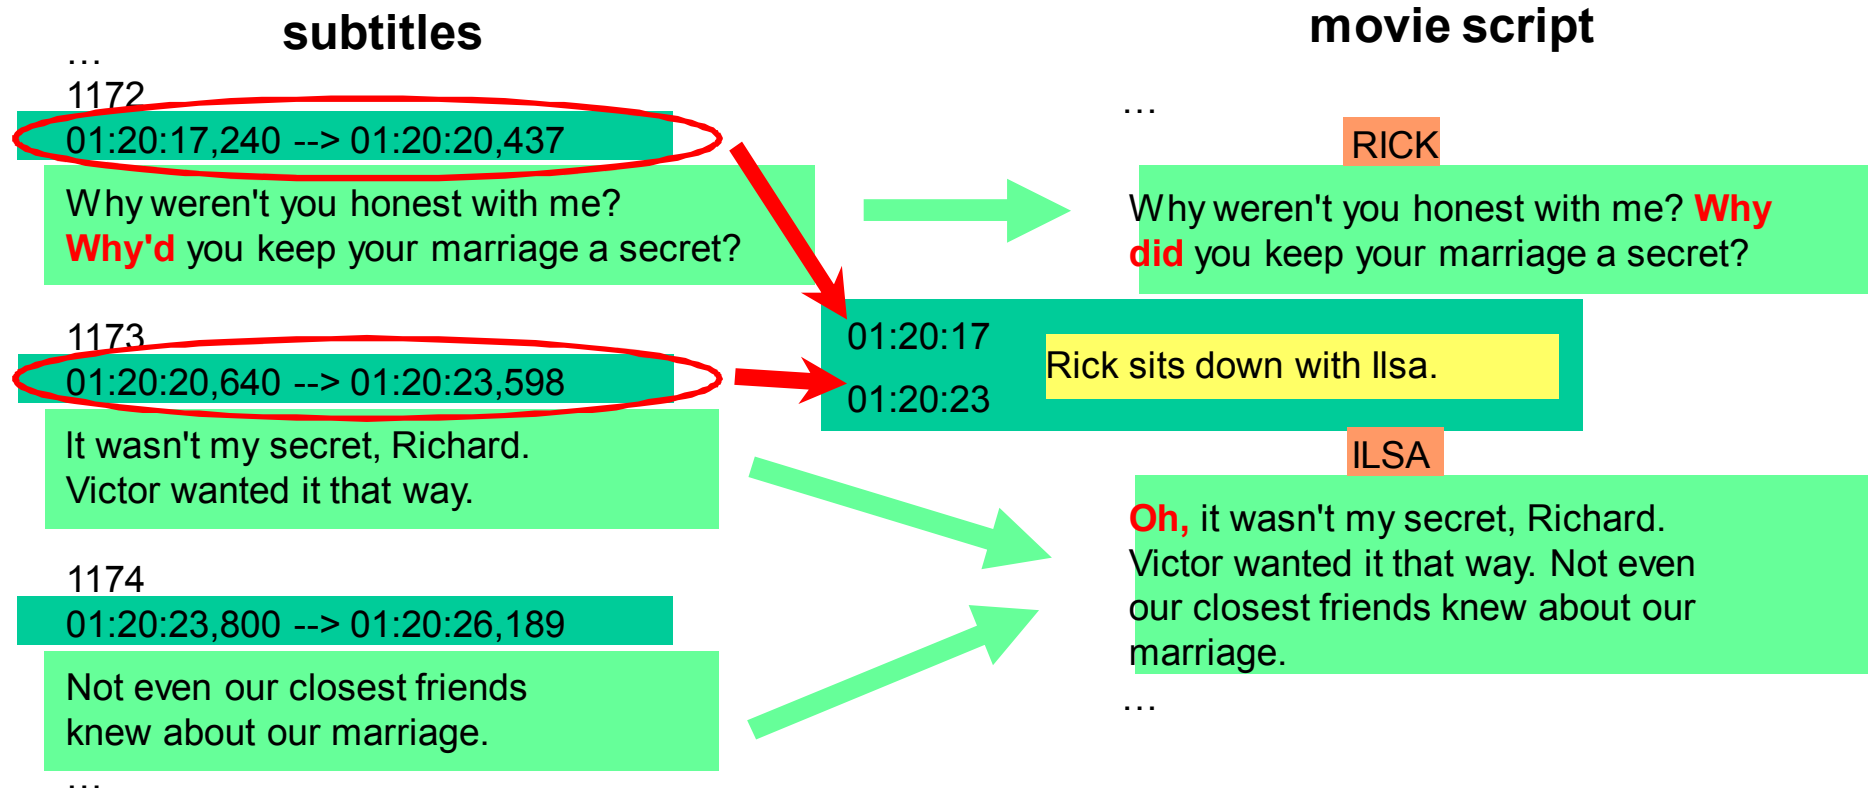 subtitles
…
1172
01:20:17,240 --> 01:20:20,437
Why weren't you honest with me?
Why'd you keep your marriage a secret?
1173
01:20:20,640 --> 01:20:23,598
It wasn't my secret, Richard.
Victor wanted it that way.
1174
01:20:23,800 --> 01:20:26,189
Not even our closest friends
knew about our marriage.
…
movie script
…
RICK
Why weren't you honest with me? Why
did you keep your marriage a secret?
01:20:17
Rick sits down with Ilsa.
01:20:23
ILSA
Oh, it wasn't my secret, Richard.
Victor wanted it that way. Not even
our closest friends knew about our
marriage.
…